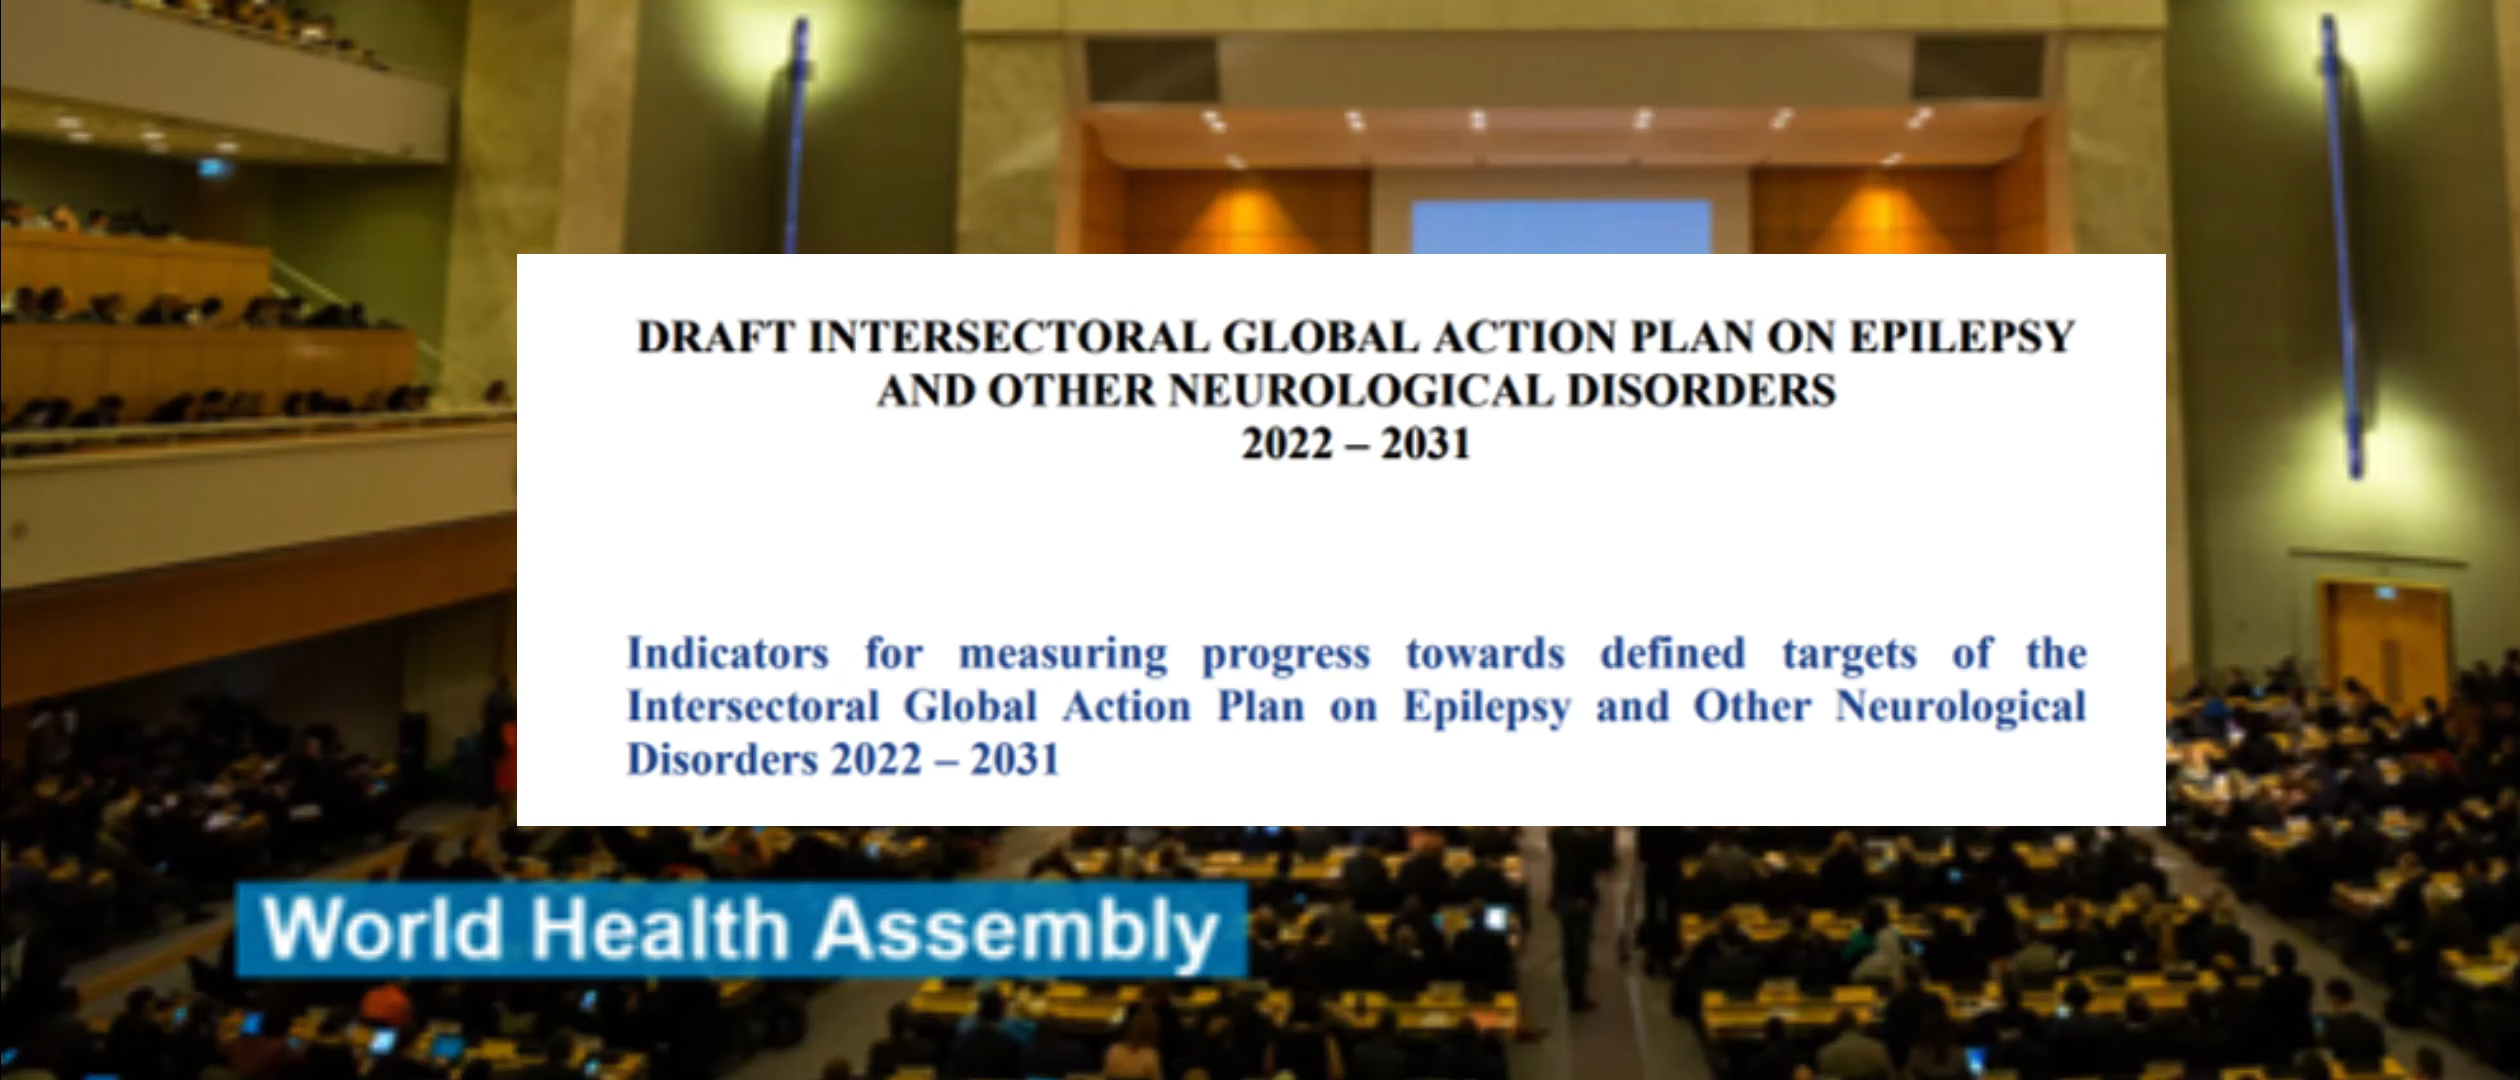 DRAFT INTERSECTORAL GLOBAL ACTION PLAN ON EPILEPSY
AND OTHER NEUROLOGICAL DISORDERS
2022 – 2031
Indicators for measuring progress towards defined targets of the
Intersectoral Global Action Plan on Epilepsy and Other Neurological
Disorders 2022 – 2031
World Health Assembly